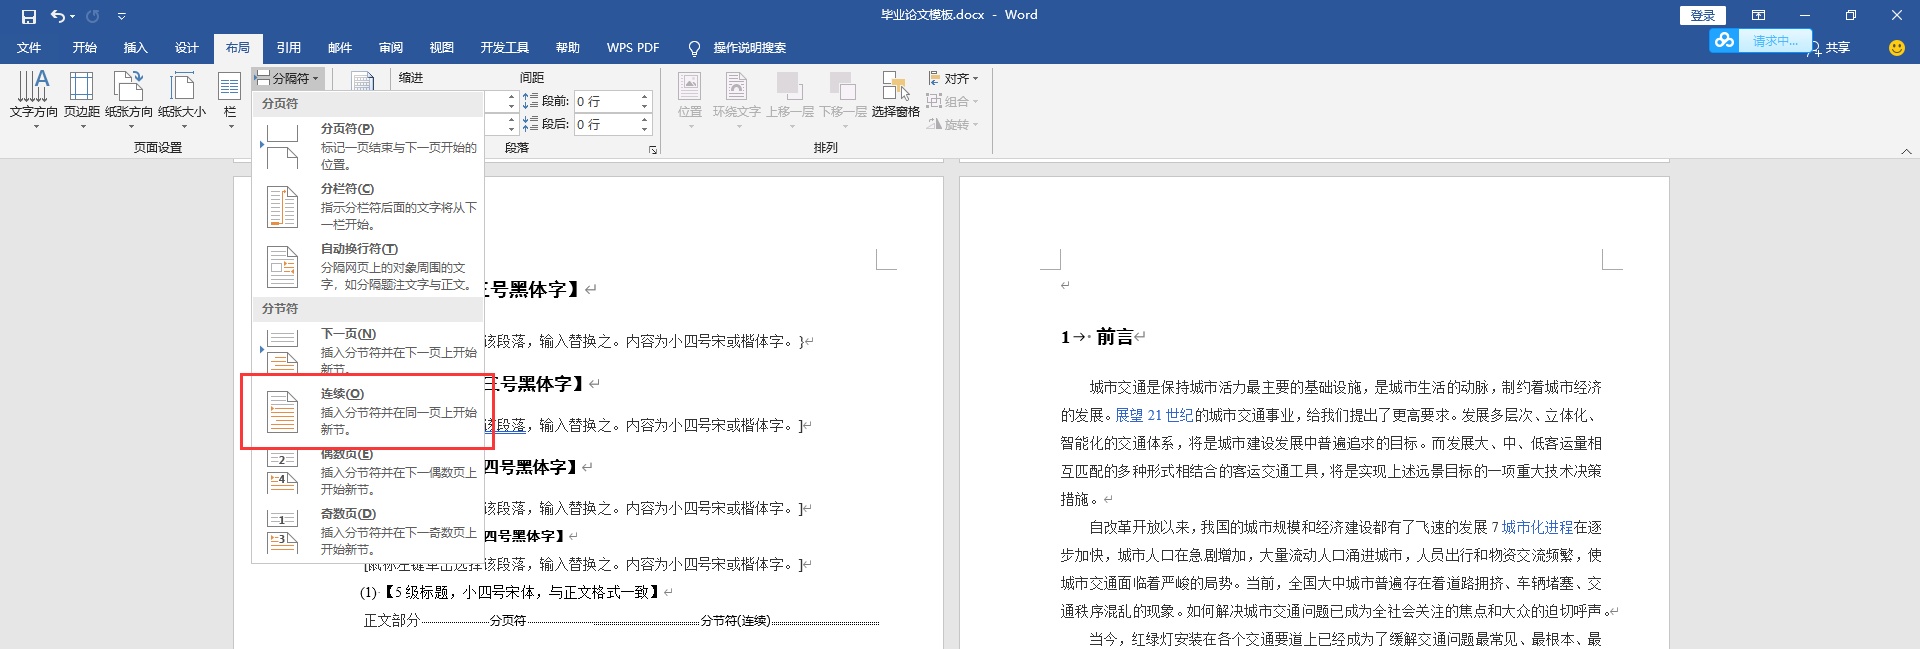 毕业论文模板.docx - Word
登录
文件 开始 插入 设计 布局 引用 邮件 审阅 视图 开发工具 帮助 WPS PDF 操作说明搜索
请求中...
共享
文字方向 页边距 纸张方向 纸张大小 栏
页面设置
分隔符
缩进 间距
段前: 0 行
段后: 0 行
段落
位置 环绕文字 上移一层 下移一层 选择窗格
对齐
组合
旋转
排列
分页符
分页符(P)
标记一页结束与下一页开始的
位置。
分栏符(C)
指示分栏符后面的文字将从下
一栏开始。
自动换行符(T)
分隔网页上的对象周围的文
字，如分隔题注文字与正文。
分节符
下一页(N)
插入分节符并在下一页上开始
新节。
连续(O)
插入分节符并在同一页上开始
新节。
偶数页(E)
插入分节符并在下一偶数页上
开始新节。
奇数页(D)
插入分节符并在下一奇数页上
开始新节。
三号黑体字】
该段落，输入替换之。内容为小四号宋或楷体字。}
三号黑体字】
该段落，输入替换之。内容为小四号宋或楷体字。]
四号黑体字】
该段落，输入替换之。内容为小四号宋或楷体字。]
四号黑体字】
[鼠标左键单击选择该段落，输入替换之。内容为小四号宋或楷体字。]
(1)·【5 级标题，小四号宋体，与正文格式一致】
正文部分 分页符 分节符(连续)
1 → 前言
城市交通是保持城市活力最主要的基础设施，是城市生活的动脉，制约着城市经济
的发展。展望 21 世纪的城市交通事业，给我们提出了更高要求。发展多层次、立体化、
智能化的交通体系，将是城市建设发展中普遍追求的目标。而发展大、中、低客运量相
互匹配的多种形式相结合的客运交通工具，将是实现上述远景目标的一项重大技术决策
措施。
自改革开放以来，我国的城市规模和经济建设都有了飞速的发展 7 城市化进程在逐
步加快，城市人口在急剧增加，大量流动人口涌进城市，人员出行和物资交流频繁，使
城市交通面临着严峻的局势。当前，全国大中城市普遍存在着道路拥挤、车辆堵塞、交
通秩序混乱的现象。如何解决城市交通问题已成为全社会关注的焦点和大众的迫切呼声。
当今，红绿灯安装在各个交通要道上已经成为了缓解交通问题最常见、最根本、最